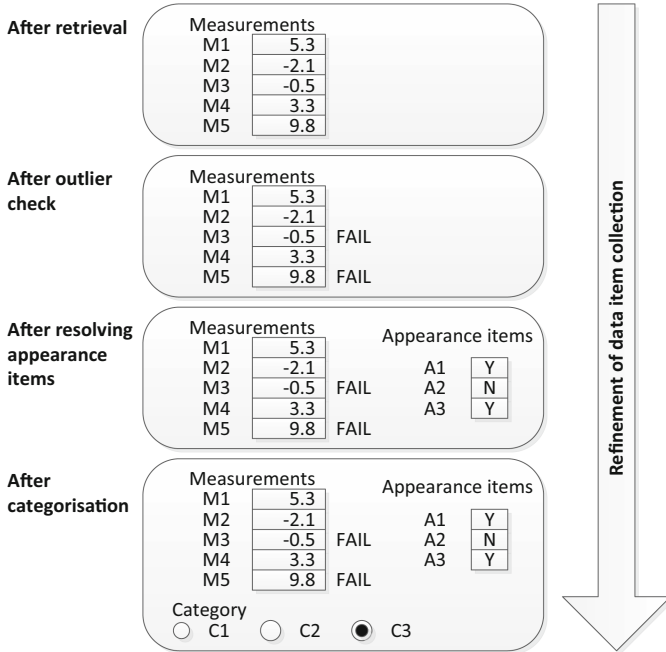 After retrieval
Measurements
M1 5.3
M2 -2.1
M3 -0.5
M4 3.3
M5 9.8
After outlier
check
Measurements
M1 5.3
M2 -2.1
M3 -0.5 FAIL
M4 3.3
M5 9.8 FAIL
After resolving
appearance
items
Measurements
M1 5.3
M2 -2.1
M3 -0.5 FAIL
M4 3.3
M5 9.8 FAIL
Appearance items
A1 Y
A2 N
A3 Y
After
categorisation
Measurements
M1 5.3
M2 -2.1
M3 -0.5 FAIL
M4 3.3
M5 9.8 FAIL
Appearance items
A1 Y
A2 N
A3 Y
Category
C1 C2 C3
Refinement of data item collection